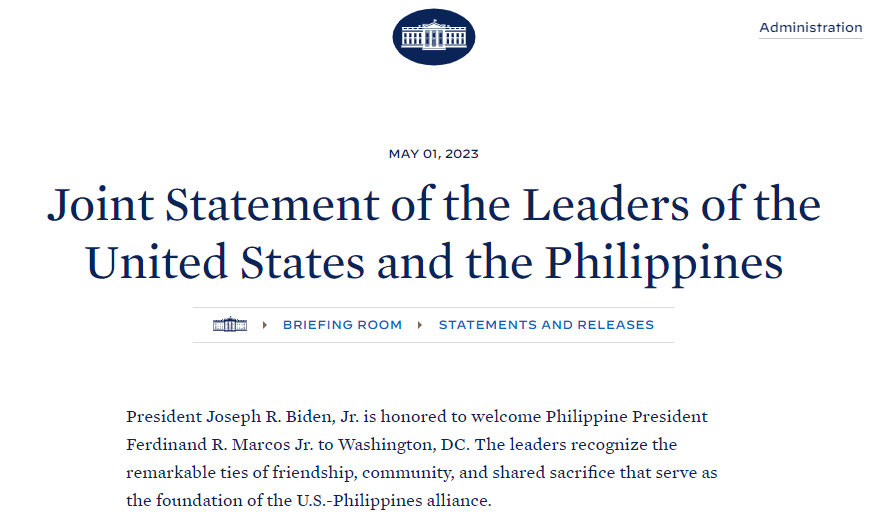 Administration
MAY 01, 2023
Joint Statement of the Leaders of the
United States and the Philippines
BRIEFING ROOM STATEMENTS AND RELEASES
President Joseph R. Biden, Jr. is honored to welcome Philippine President
Ferdinand R. Marcos Jr. to Washington, DC. The leaders recognize the
remarkable ties of friendship, community, and shared sacrifice that serve as
the foundation of the U.S.-Philippines alliance.